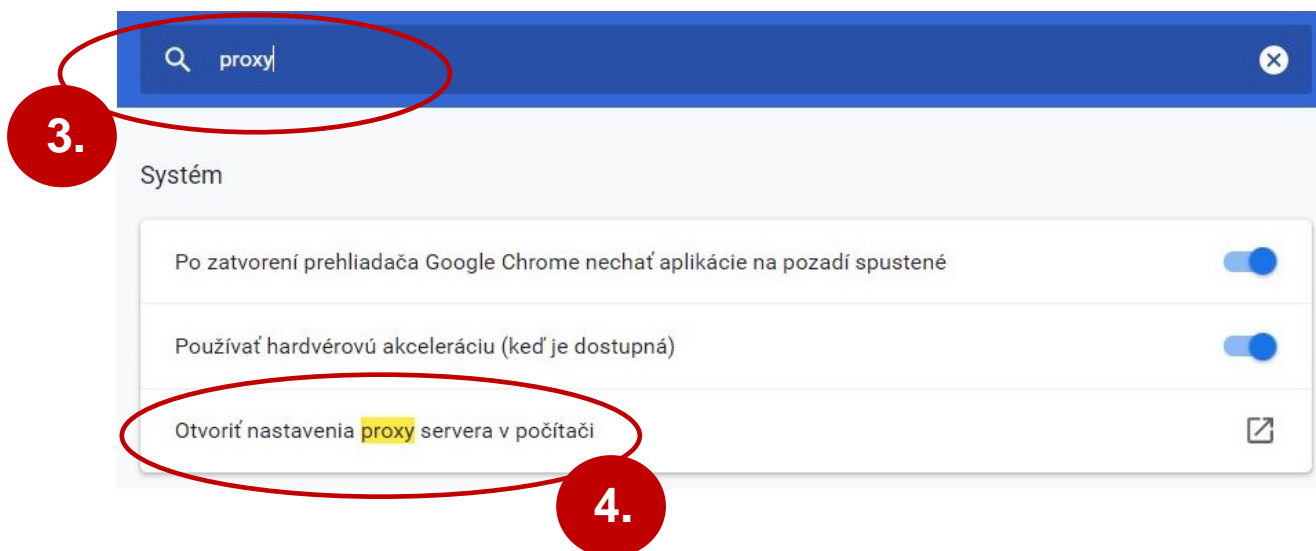 proxy
3.
Systém
Po zatvorení prehliadača Google Chrome nechať aplikácie na pozadí spustené
Používať hardvérovú akceleráciu (keď je dostupná)
Otvoriť nastavenia proxy servera v počítači
4.